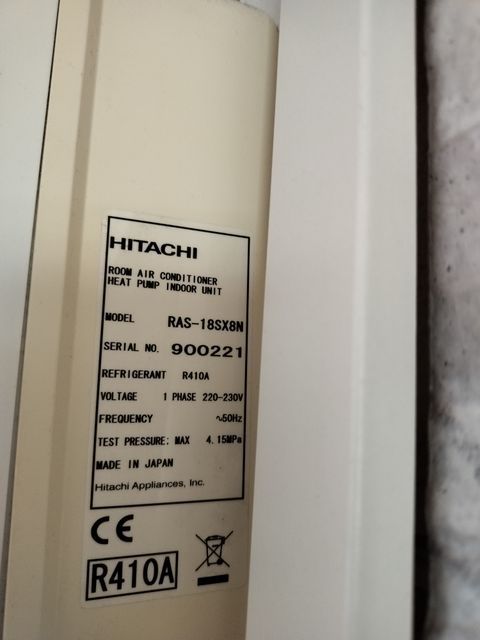 HITACHI
ROOM AIR CONDITIONER
HEAT PUMP INDOOR UNIT
MODEL RAS-18SX8N
SERIAL NO. 900221
REFRIGERANT R410A
VOLTAGE 1 PHASE 220-230V
FREQUENCY ~50Hz
TEST PRESSURE: MAX 4.15MPa
MADE IN JAPAN
Hitachi Appliances, Inc.
CE
R410A